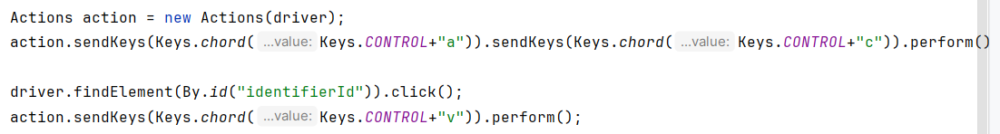 Actions action = new Actions(driver);
action.sendKeys(Keys.chord( ...value: Keys.CONTROL+"a")).sendKeys(Keys.chord( ...value: Keys.CONTROL+"c")).perform()
driver.findElement(By.id("identifierId")).click();
action.sendKeys(Keys.chord( ...value: Keys.CONTROL+"v")).perform();